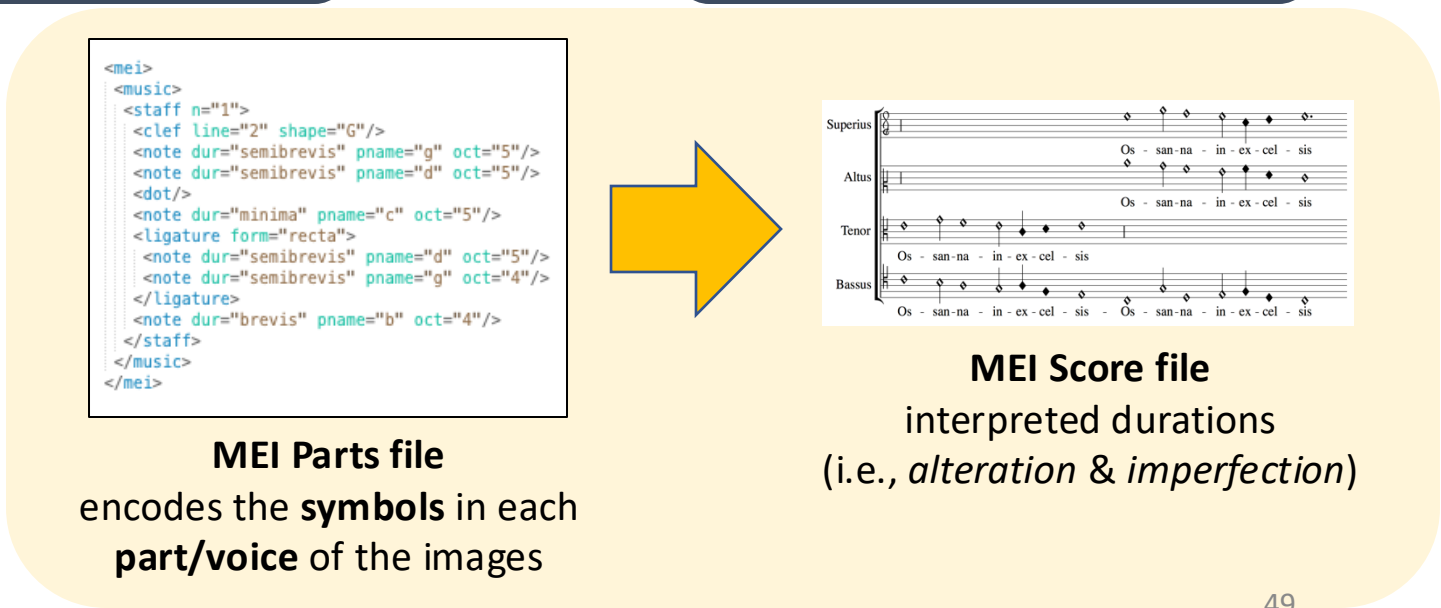 <mei>
<music>
<staff n="1">
<clef line="2" shape="G"/>
<note dur="semibrevis" pname="g" oct="5"/>
<note dur="semibrevis" pname="d" oct="5"/>
<dot/>
<note dur="minima" pname="c" oct="5"/>
<ligature form="recta">
<note dur="semibrevis" pname="d" oct="5"/>
<note dur="semibrevis" pname="g" oct="4"/>
</ligature>
<note dur="brevis" pname="b" oct="4"/>
</staff>
</music>
</mei>
MEI Parts file
encodes the symbols in each
part/voice of the images
Superius
Os - san-na - in - ex - cel - sis
Altus
Os - san-na - in - ex - cel - sis
Tenor
Os - san-na - in - ex - cel - sis
Bassus
Os - san-na - in - ex - cel - sis - Os - san-na - in - ex - cel - sis
MEI Score file
interpreted durations
(i.e., alteration & imperfection)
49